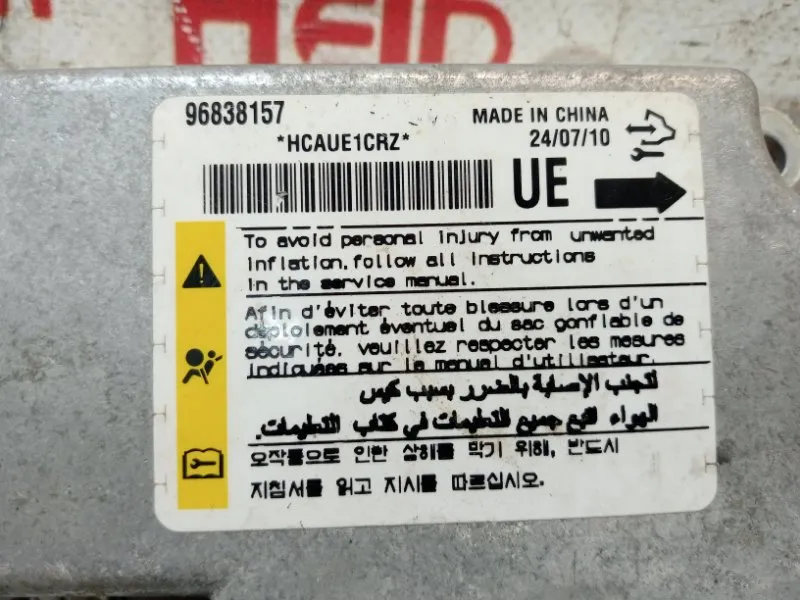 HFID
96838157
MADE IN CHINA
*HCAUE1CRZ*
24/07/10
UE
To avoid personal injury from unwanted
inflation, follow all instructions
in the service manual.
Afin d'éviter toute blessure lors d'un
déploiement éventuel du sac gonflable de
sécurité, veuillez respecter les mesures
indiquées sur le manuel d'utilisateur.
لتجنب الإصابة بالضرر بسبب كيس
الهواء اتبع جميع التعليمات في كتاب التعليمات.
오작동으로 인한 상해를 막기 위해, 반드시
지침서를 읽고 지시를 따르십시오.